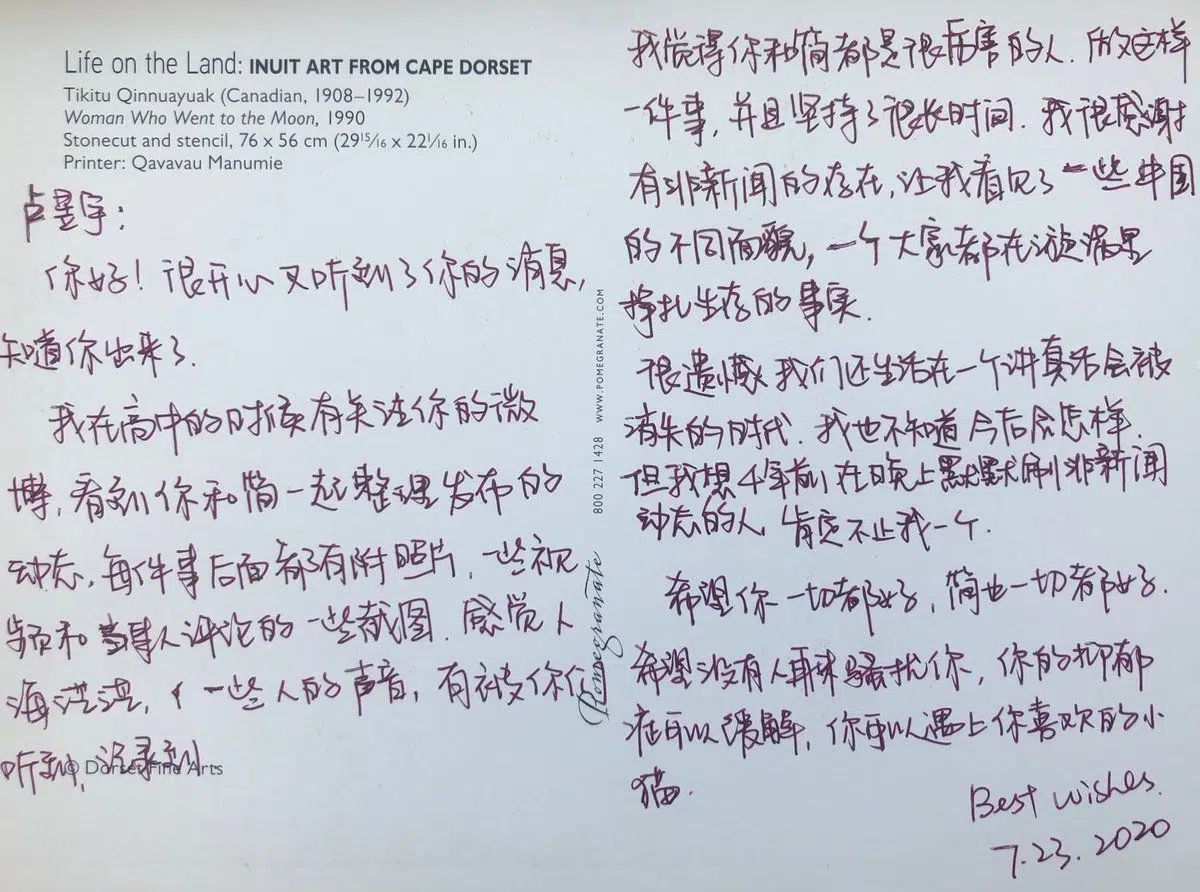 Life on the Land: INUIT ART FROM CAPE DORSET
Tikitu Qinnuayuak (Canadian, 1908–1992)
Woman Who Went to the Moon, 1990
Stonecut and stencil, 76 x 56 cm (29 15/16 x 22 1/16 in.)
Printer: Qavavau Manumie
卢昱宇：
你好！很开心又听到了你的消息，
知道你出来了.
我在高中的时候有关注你的微
博，看到你和简一起整理发布的
动态，每件事后面都有附照片，一些视
频和当事人评论的一些截图. 感觉人
海茫茫，一些人的声音，有被你们
听到，记录到.
© Dorset Fine Arts
Pomegranate
800 227 1428 WWW.POMEGRANATE.COM
我觉得你和简都是很厉害的人. 做这样
一件事，并且坚持了很长时间. 我很感谢
有非新闻的存在，让我看见了一些中国
的不同面貌，一个大家都在漩涡里
挣扎生存的事实.
很遗憾我们还生活在一个讲真话会被
消失的时代. 我也不知道今后会怎样.
但我想4年前在晚上默默刷非新闻
动态的人，肯定不止我一个.
希望你一切都好，简也一切都好.
希望没有人再来骚扰你，你的抑郁
症可以缓解，你可以遇上你喜欢的小
猫.
Best wishes.
7.23.2020